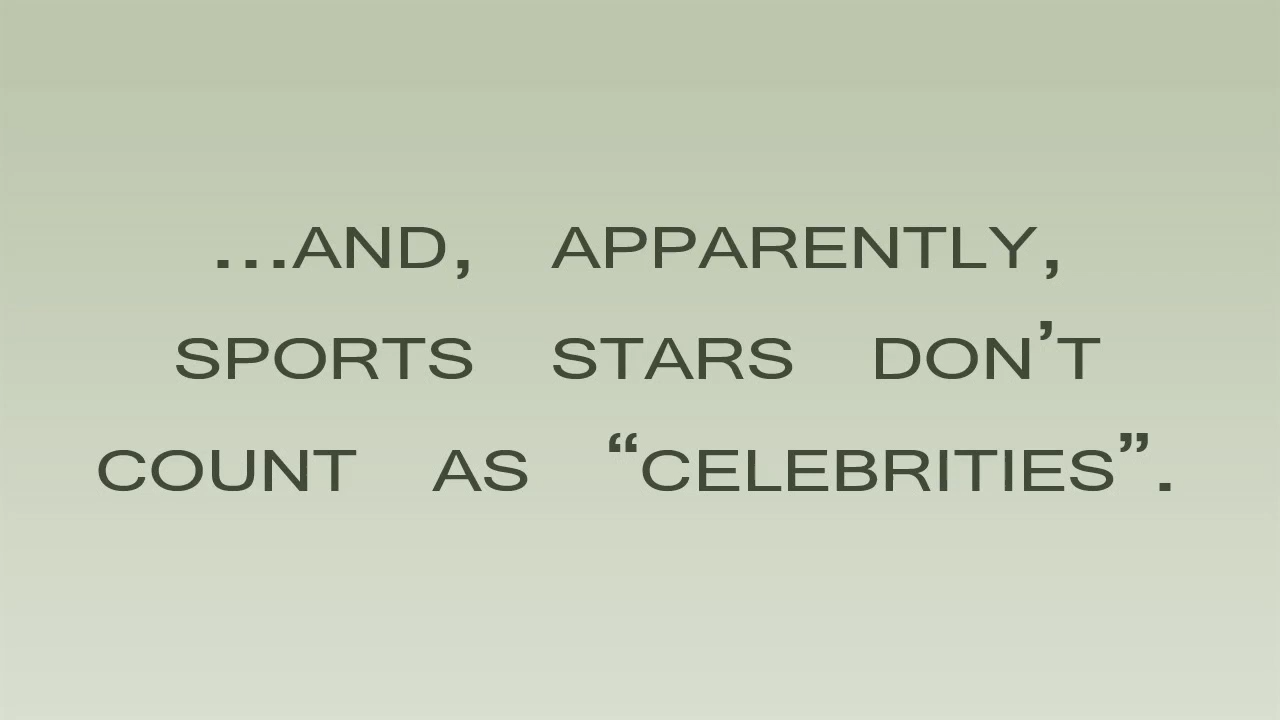 ...AND, APPARENTLY,
SPORTS STARS DON’T
COUNT AS “CELEBRITIES”.